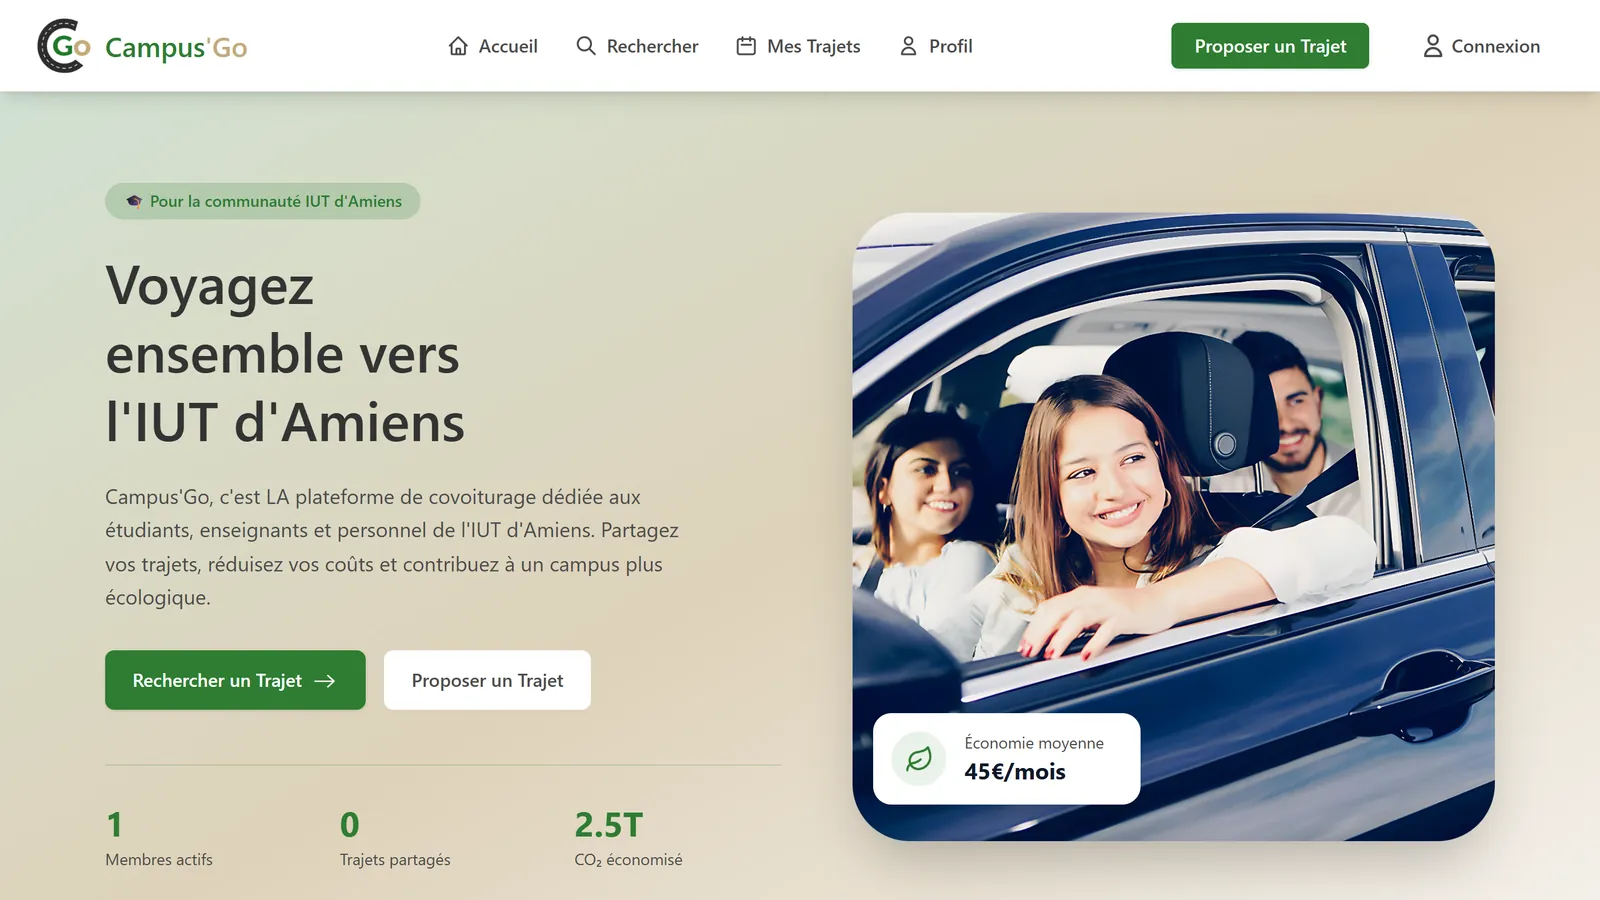 Go
Campus'Go
Accueil
Rechercher
Mes Trajets
Profil
Proposer un Trajet
Connexion
Pour la communauté IUT d'Amiens
Voyagez
ensemble vers
l'IUT d'Amiens
Campus'Go, c'est LA plateforme de covoiturage dédiée aux
étudiants, enseignants et personnel de l'IUT d'Amiens. Partagez
vos trajets, réduisez vos coûts et contribuez à un campus plus
écologique.
Rechercher un Trajet →
Proposer un Trajet
Économie moyenne
45€/mois
1
Membres actifs
0
Trajets partagés
2.5T
CO₂ économisé